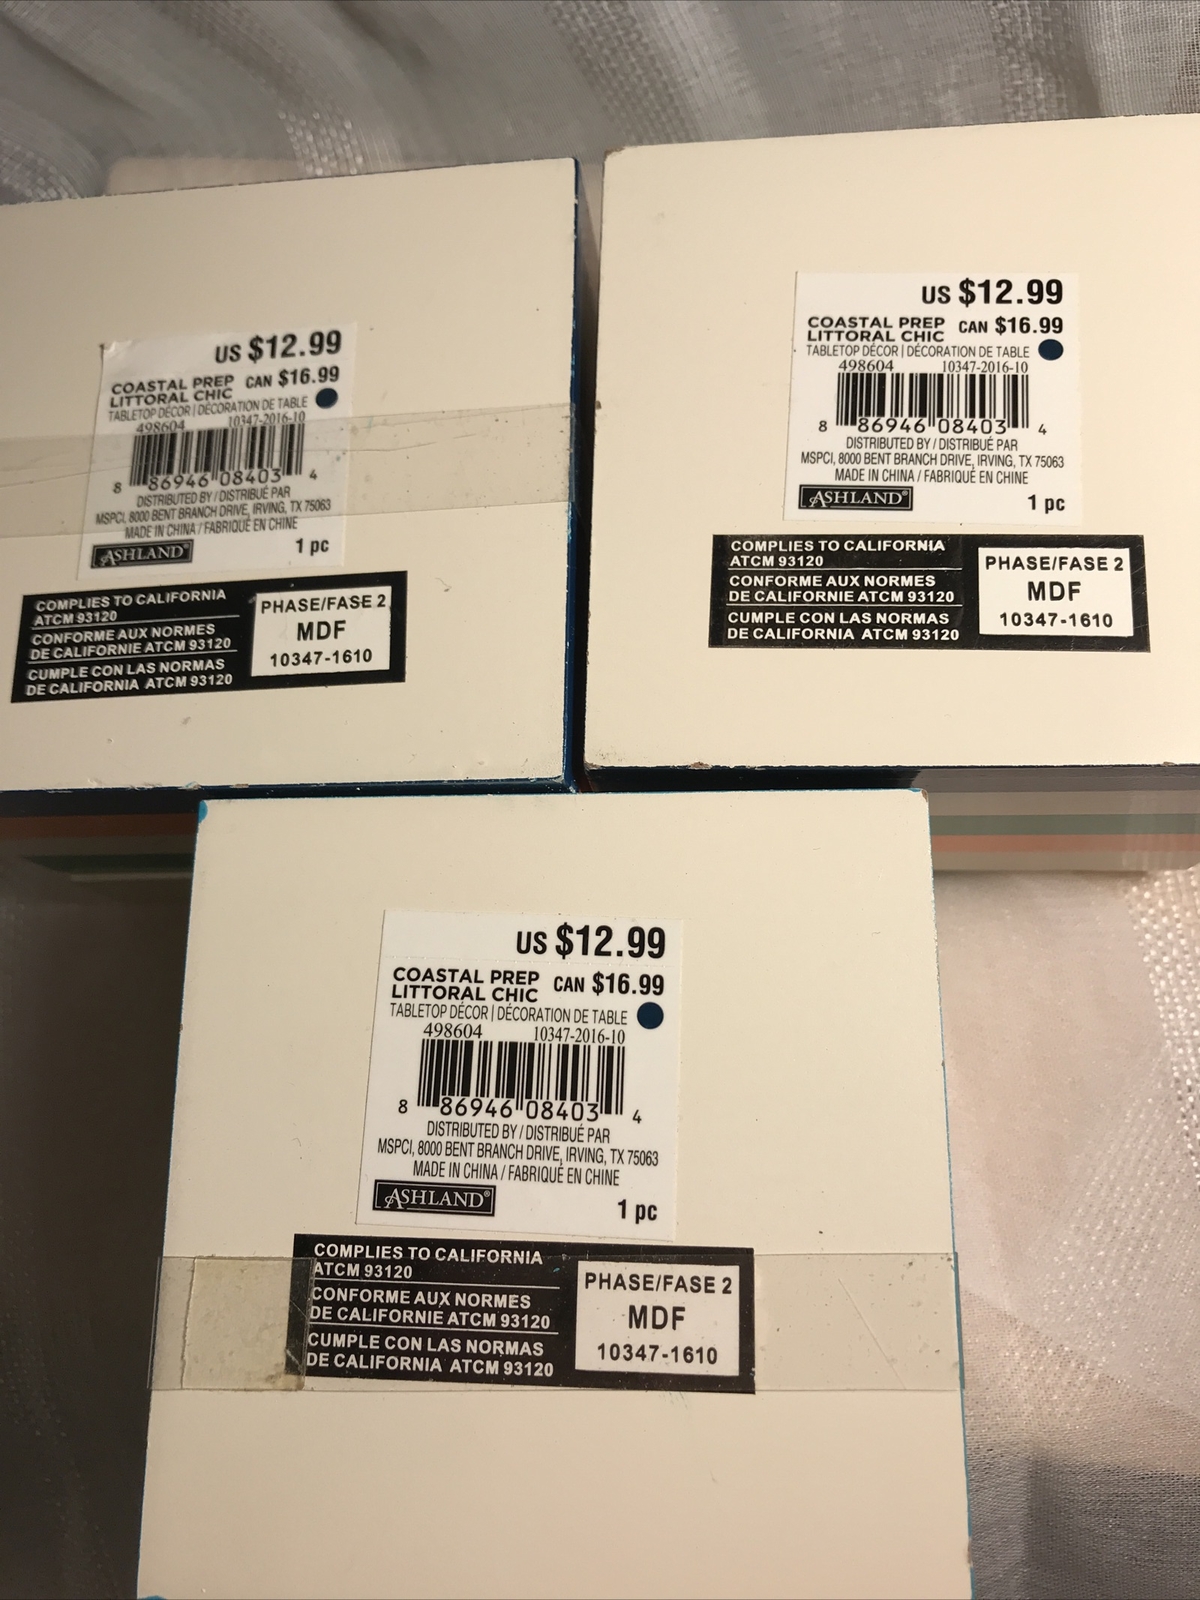 US $12.99
COASTAL PREP CAN $16.99
LITTORAL CHIC
TABLETOP DÉCOR | DÉCORATION DE TABLE
498604 10347-2016-10
8 86946 08403 4
DISTRIBUTED BY / DISTRIBUÉ PAR
MSPCI, 8000 BENT BRANCH DRIVE, IRVING, TX 75063
MADE IN CHINA / FABRIQUÉ EN CHINE
ASHLAND® 1 pc
COMPLIES TO CALIFORNIA
ATCM 93120
CONFORME AUX NORMES
DE CALIFORNIE ATCM 93120
CUMPLE CON LAS NORMAS
DE CALIFORNIA ATCM 93120
PHASE/FASE 2
MDF
10347-1610
US $12.99
COASTAL PREP CAN $16.99
LITTORAL CHIC
TABLETOP DÉCOR | DÉCORATION DE TABLE
498604 10347-2016-10
8 86946 08403 4
DISTRIBUTED BY / DISTRIBUÉ PAR
MSPCI, 8000 BENT BRANCH DRIVE, IRVING, TX 75063
MADE IN CHINA / FABRIQUÉ EN CHINE
ASHLAND® 1 pc
COMPLIES TO CALIFORNIA
ATCM 93120
CONFORME AUX NORMES
DE CALIFORNIE ATCM 93120
CUMPLE CON LAS NORMAS
DE CALIFORNIA ATCM 93120
PHASE/FASE 2
MDF
10347-1610
US $12.99
COASTAL PREP CAN $16.99
LITTORAL CHIC
TABLETOP DÉCOR | DÉCORATION DE TABLE
498604 10347-2016-10
8 86946 08403 4
DISTRIBUTED BY / DISTRIBUÉ PAR
MSPCI, 8000 BENT BRANCH DRIVE, IRVING, TX 75063
MADE IN CHINA / FABRIQUÉ EN CHINE
ASHLAND® 1 pc
COMPLIES TO CALIFORNIA
ATCM 93120
CONFORME AUX NORMES
DE CALIFORNIE ATCM 93120
CUMPLE CON LAS NORMAS
DE CALIFORNIA ATCM 93120
PHASE/FASE 2
MDF
10347-1610